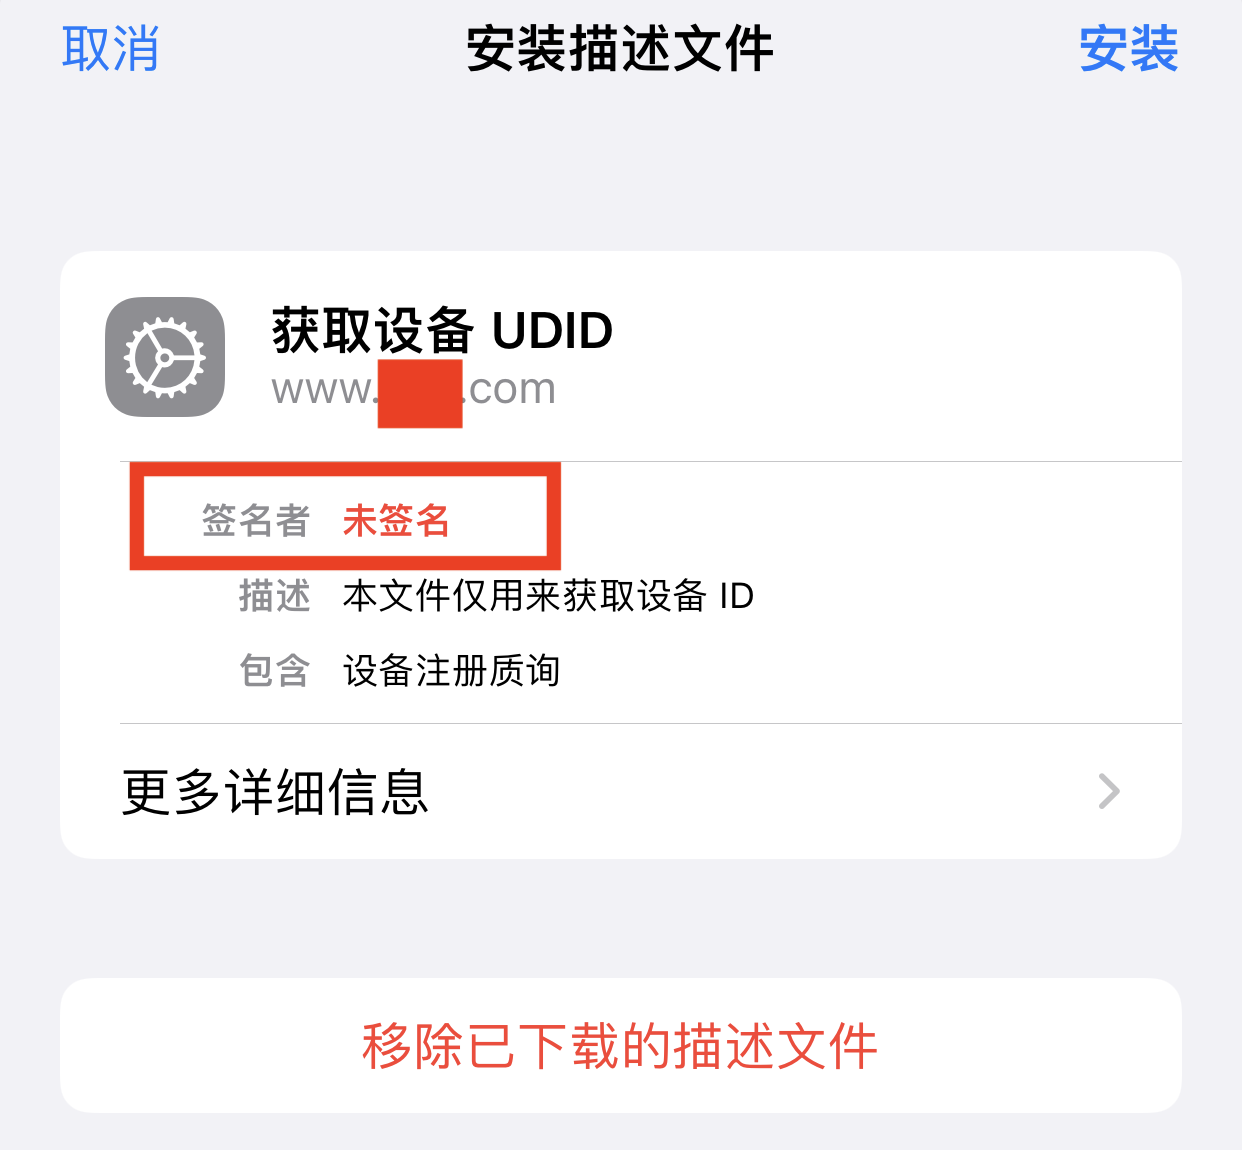 取消
安装描述文件
安装
获取设备 UDID
www. .com
签名者 未签名
描述 本文件仅用来获取设备 ID
包含 设备注册质询
更多详细信息
移除已下载的描述文件